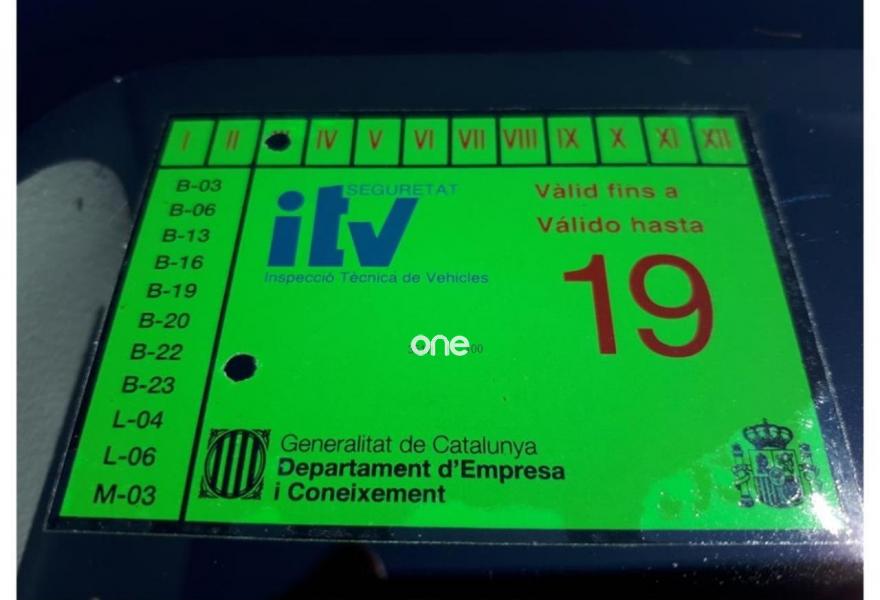 I II IV V VI VII VIII IX X XI XII
B-03
B-06
B-13
B-16
B-19
B-20
B-22
B-23
L-04
L-06
M-03
SEGURETAT
itv
Inspecció Tècnica de Vehicles
Vàlid fins a
Válido hasta
19
one
Generalitat de Catalunya
Departament d'Empresa
i Coneixement